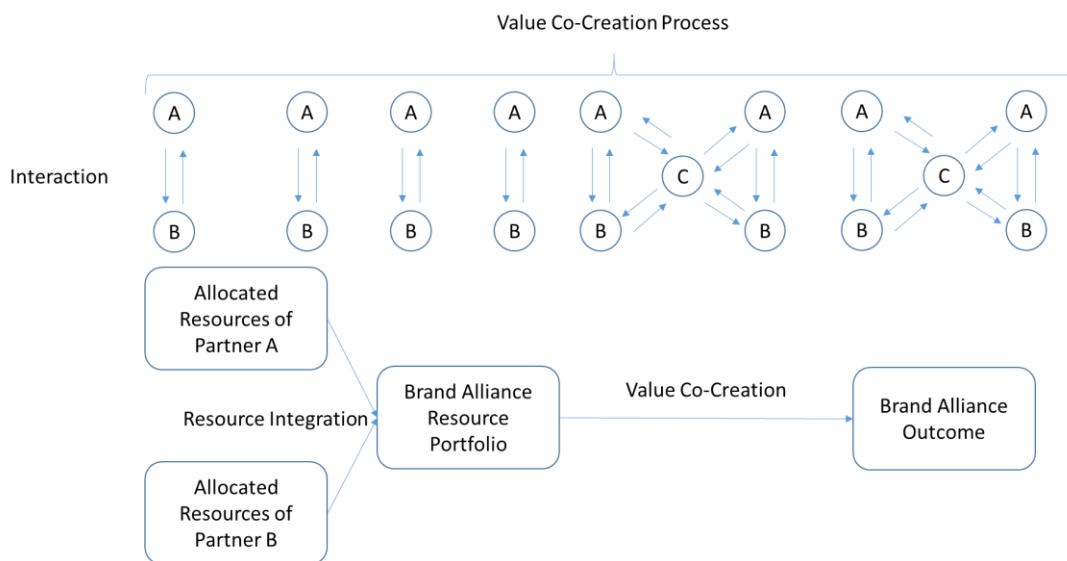 Value Co-Creation Process
A
A
A
A
A
A
A
A
Interaction
C
C
B
B
B
B
B
B
B
B
Allocated
Resources of
Partner A
Resource Integration
Brand Alliance
Resource
Portfolio
Value Co-Creation
Brand Alliance
Outcome
Allocated
Resources of
Partner B